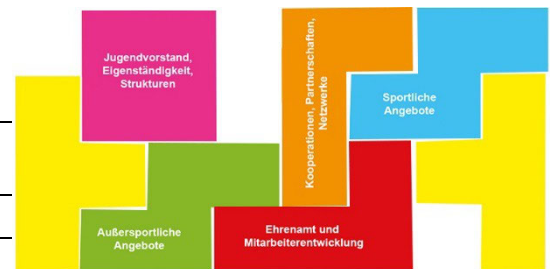 Jugendvorstand,
Eigenständigkeit,
Strukturen
Kooperationen, Partnerschaften,
Netzwerke
Sportliche
Angebote
Außersportliche
Angebote
Ehrenamt und
Mitarbeiterentwicklung